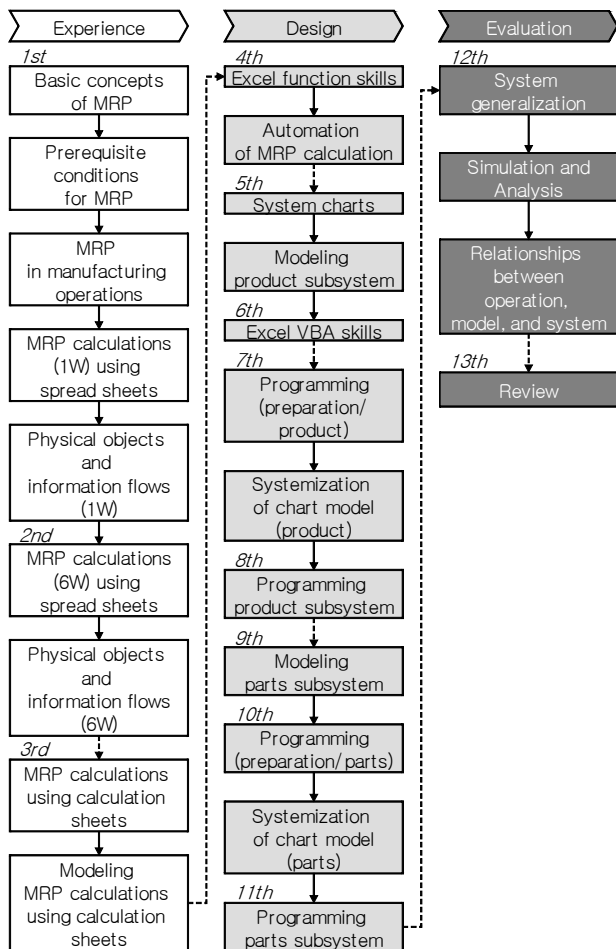 Experience
1st
Basic concepts
of MRP
Prerequisite
conditions
for MRP
MRP
in manufacturing
operations
MRP calculations
(1W) using
spread sheets
Physical objects
and
information flows
(1W)
2nd
MRP calculations
(6W) using
spread sheets
Physical objects
and
information flows
(6W)
3rd
MRP calculations
using calculation
sheets
Modeling
MRP calculations
using calculation
sheets
Design
4th
Excel function skills
Automation
of MRP calculation
5th
System charts
Modeling
product subsystem
6th
Excel VBA skills
7th
Programming
(preparation/
product)
Systemization
of chart model
(product)
8th
Programming
product subsystem
9th
Modeling
parts subsystem
10th
Programming
(preparation/parts)
Systemization
of chart model
(parts)
11th
Programming
parts subsystem
Evaluation
12th
System
generalization
Simulation and
Analysis
Relationships
between
operation,
model, and system
13th
Review